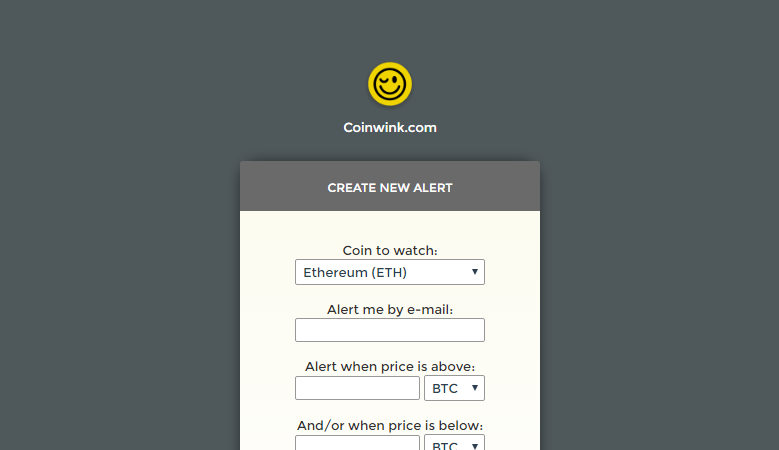 Coinwink.com
CREATE NEW ALERT
Coin to watch:
Ethereum (ETH)
Alert me by e-mail:
Alert when price is above:
BTC
And/or when price is below:
BTC